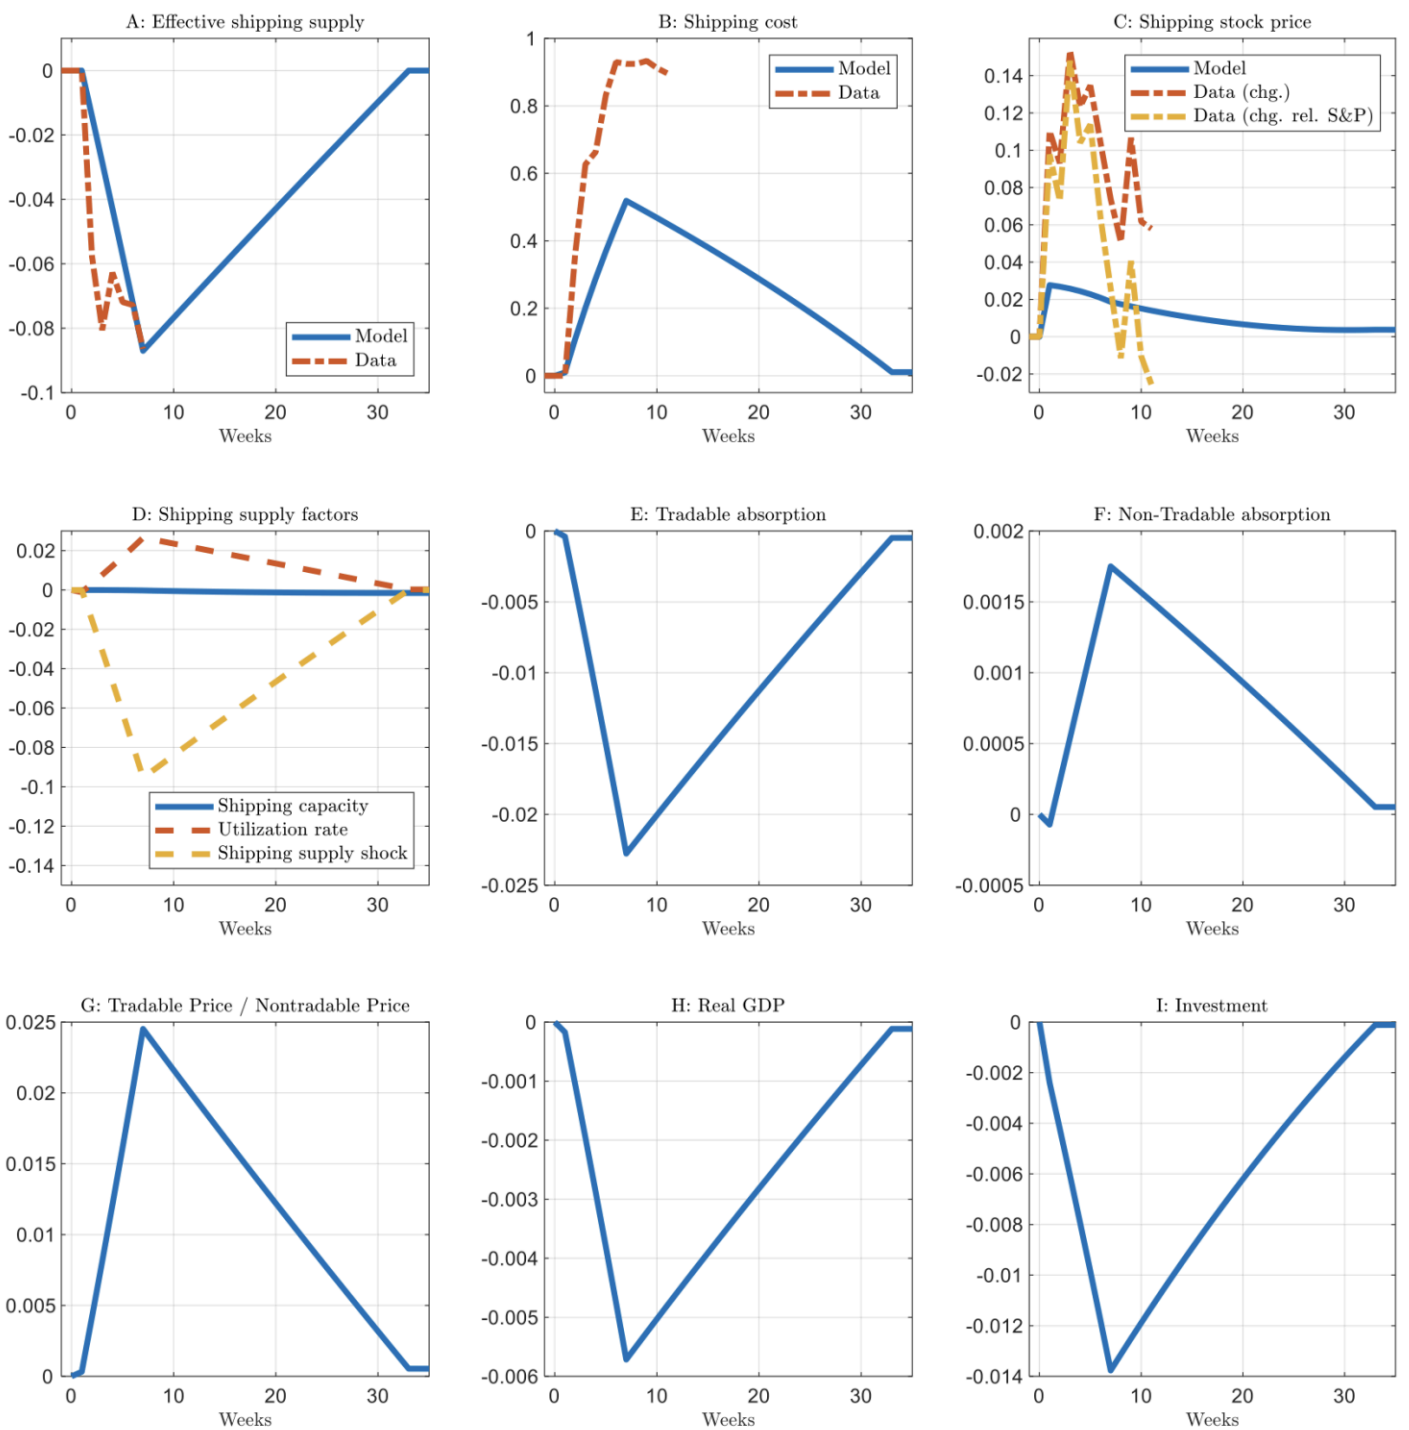 A: Effective shipping supply
0
-0.02
-0.04
-0.06
-0.08
-0.1
Model
Data
0 10 20 30
Weeks
B: Shipping cost
1
0.8
0.6
0.4
0.2
0
Model
Data
0 10 20 30
Weeks
C: Shipping stock price
0.14
0.12
0.1
0.08
0.06
0.04
0.02
0
-0.02
Model
Data (chg.)
Data (chg. rel. S&P)
0 10 20 30
Weeks
D: Shipping supply factors
0.02
0
-0.02
-0.04
-0.06
-0.08
-0.1
-0.12
-0.14
Shipping capacity
Utilization rate
Shipping supply shock
0 10 20 30
Weeks
E: Tradable absorption
0
-0.005
-0.01
-0.015
-0.02
-0.025
0 10 20 30
Weeks
F: Non-Tradable absorption
0.002
0.0015
0.001
0.0005
0
-0.0005
0 10 20 30
Weeks
G: Tradable Price / Nontradable Price
0.025
0.02
0.015
0.01
0.005
0
0 10 20 30
Weeks
H: Real GDP
0
-0.001
-0.002
-0.003
-0.004
-0.005
-0.006
0 10 20 30
Weeks
I: Investment
0
-0.002
-0.004
-0.006
-0.008
-0.01
-0.012
-0.014
0 10 20 30
Weeks